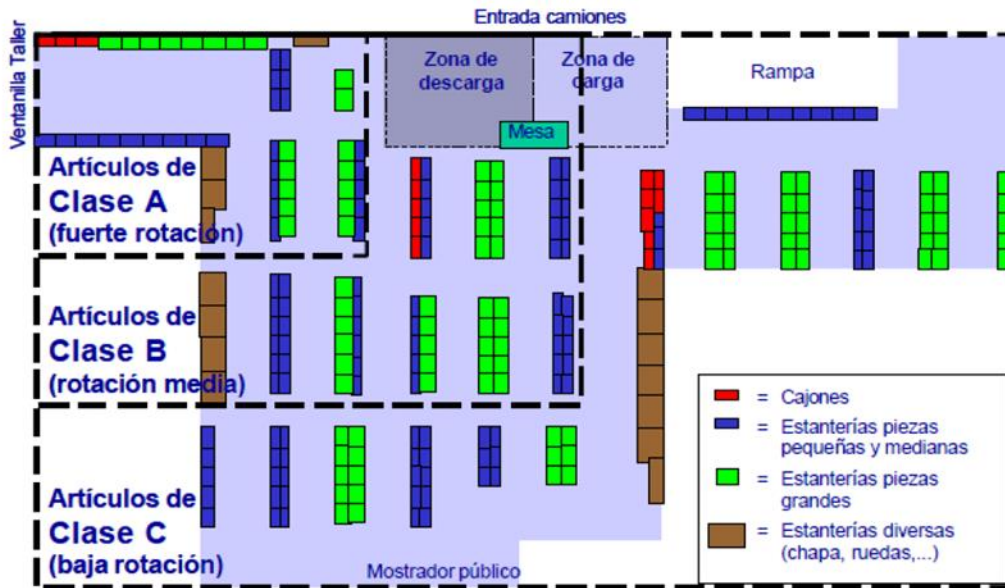 Entrada camiones
Ventanilla Taller
Zona de
descarga
Zona de
carga
Rampa
Mesa
Artículos de
Clase A
(fuerte rotación)
Artículos de
Clase B
(rotación media)
Artículos de
Clase C
(baja rotación)
Mostrador público
= Cajones
= Estanterías piezas
pequeñas y medianas
= Estanterías piezas
grandes
= Estanterías diversas
(chapa, ruedas,...)